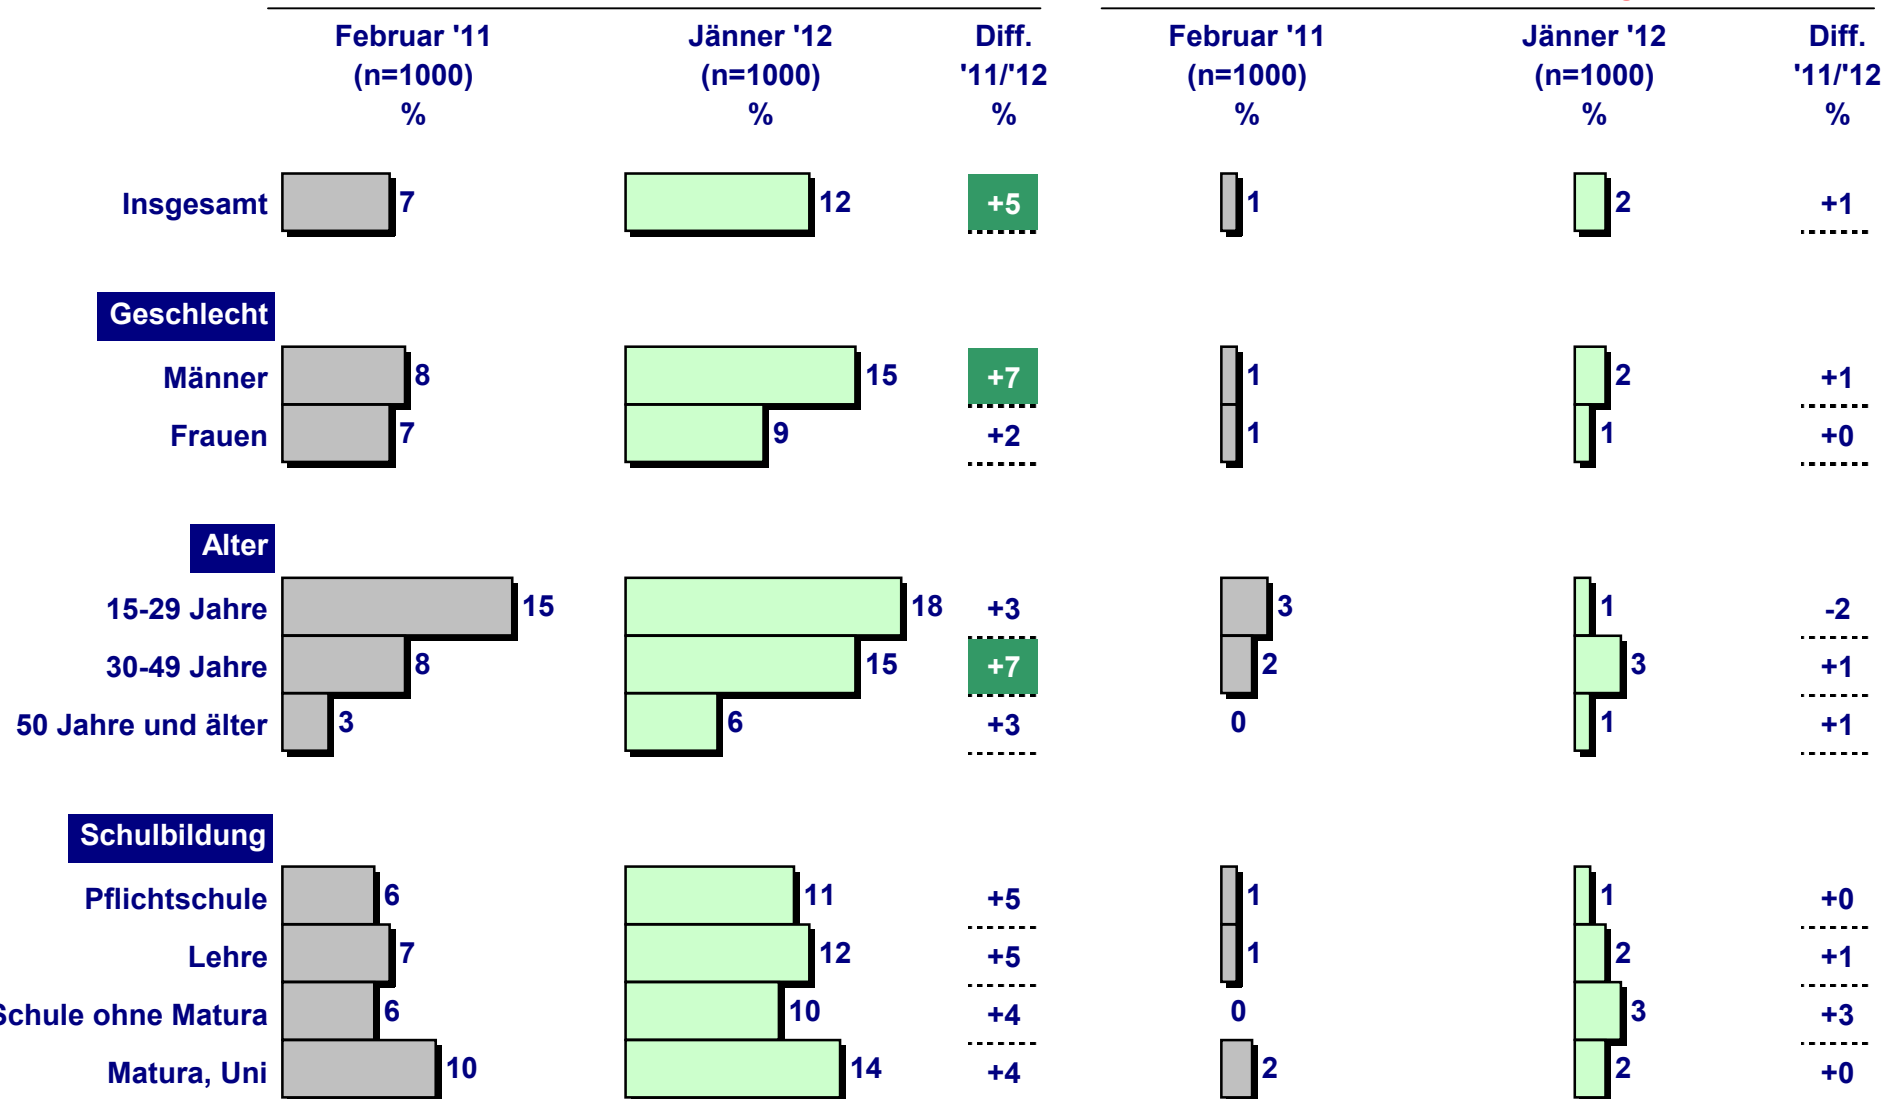 Februar '11 Jänner '12 Diff. Februar '11 Jänner '12 Diff.
(n=1000) (n=1000) '11/'12 (n=1000) (n=1000) '11/'12
% % % % % %
Insgesamt 7 12 +5 1 2 +1
Geschlecht
Männer 8 15 +7 1 2 +1
Frauen 7 9 +2 1 1 +0
Alter
15-29 Jahre 15 18 +3 3 1 -2
30-49 Jahre 8 15 +7 2 3 +1
50 Jahre und älter 3 6 +3 0 1 +1
Schulbildung
Pflichtschule 6 11 +5 1 1 +0
Lehre 7 12 +5 1 2 +1
Schule ohne Matura 6 10 +4 0 3 +3
Matura, Uni 10 14 +4 2 2 +0